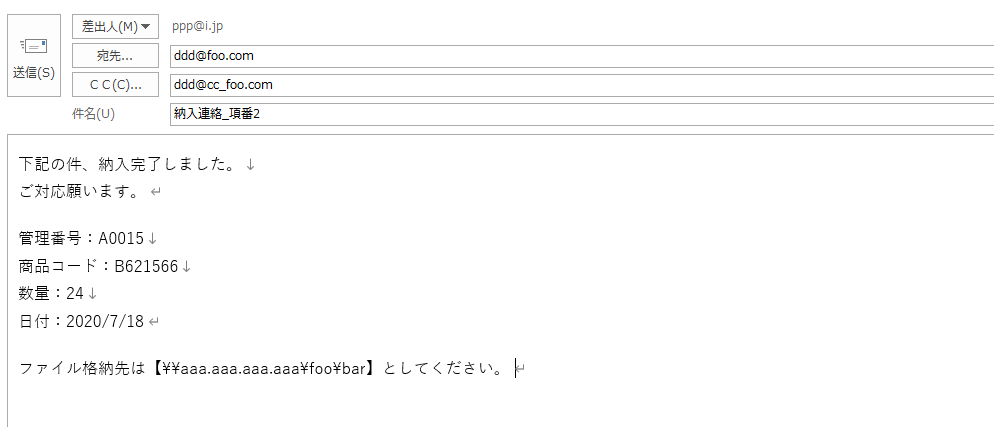 差出人(M)
ppp@i.jp
宛先...
ddd@foo.com
送信(S)
ＣＣ(C)...
ddd@cc_foo.com
件名(U)
納入連絡_項番2
下記の件、納入完了しました。↓
ご対応願います。↵
管理番号：A0015↓
商品コード：B621566↓
数量：24↓
日付：2020/7/18↵
ファイル格納先は【¥¥aaa.aaa.aaa.aaa¥foo¥bar】としてください。↵